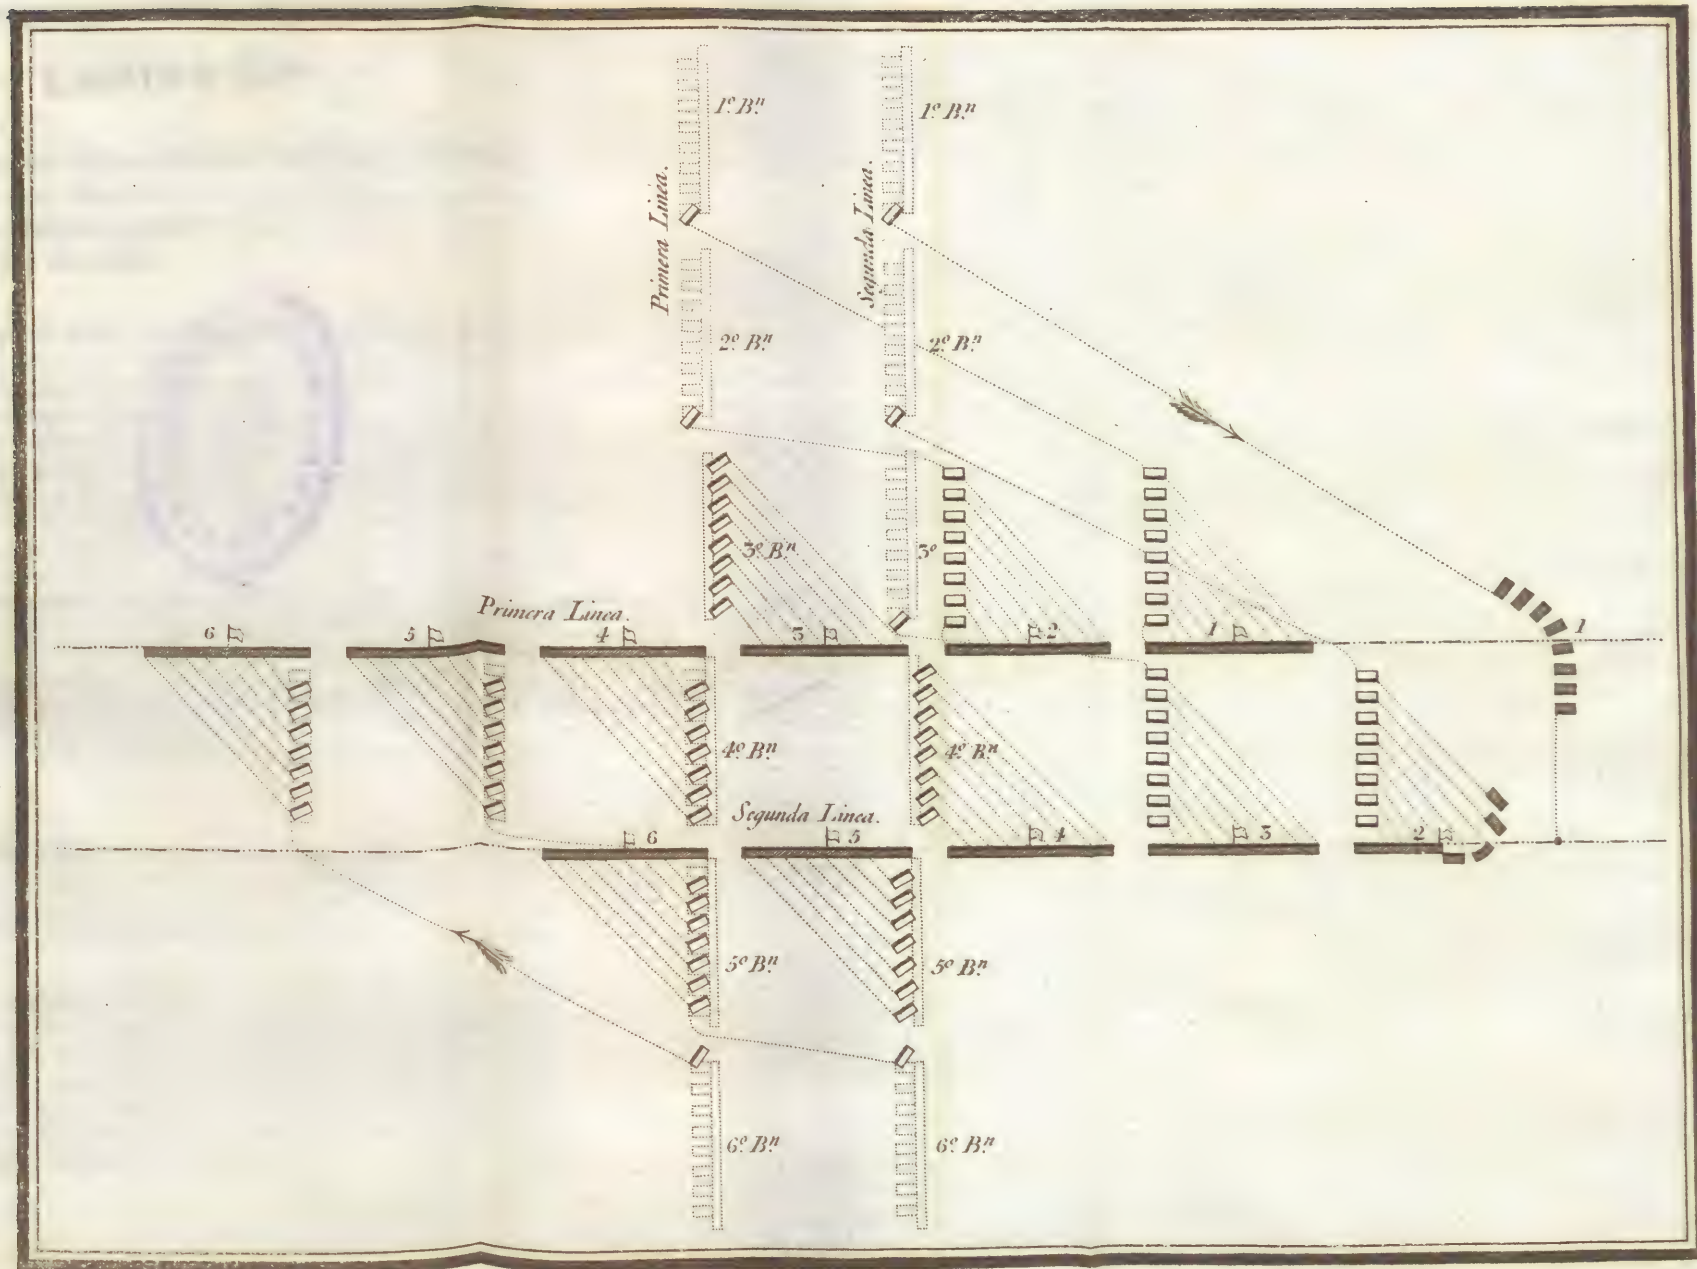 1º Bⁿ
1º Bⁿ
Primera Linea.
Segunda Linea.
2º Bⁿ
2º Bⁿ
3º Bⁿ
3º
Primera Linea.
6
5
4
3
2
1
1
4º Bⁿ
4º Bⁿ
Segunda Linea.
6
5
4
3
2
5º Bⁿ
5º Bⁿ
6º Bⁿ
6º Bⁿ